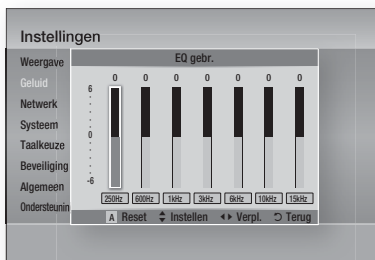 Instellingen
Weergave
Geluid
Netwerk
Systeem
Taalkeuze
Beveiliging
Algemeen
Ondersteunin
EQ gebr.
0 0 0 0 0 0 0
6
0
-6
250Hz 600Hz 1kHz 3kHz 6kHz 10kHz 15kHz
A Reset Instellen Verpl. Terug